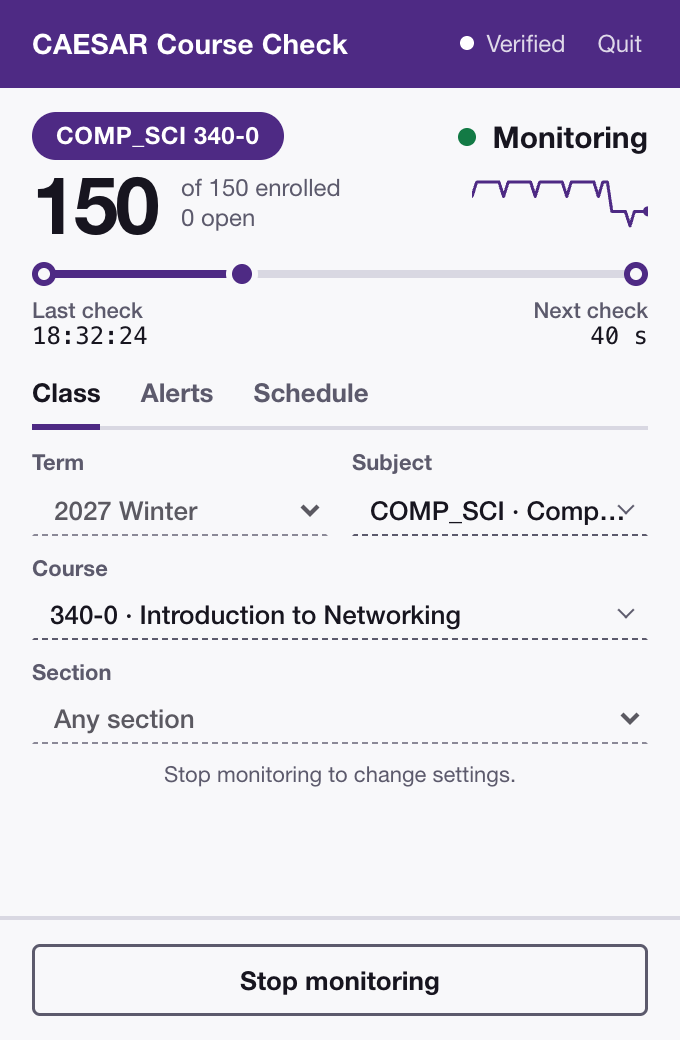 CAESAR Course Check
Verified
Quit
COMP_SCI 340-0
Monitoring
150
of 150 enrolled
0 open
Last check
18:32:24
Next check
40 s
Class
Alerts
Schedule
Term
Subject
2027 Winter
COMP_SCI · Comp...
Course
340-0 · Introduction to Networking
Section
Any section
Stop monitoring to change settings.
Stop monitoring